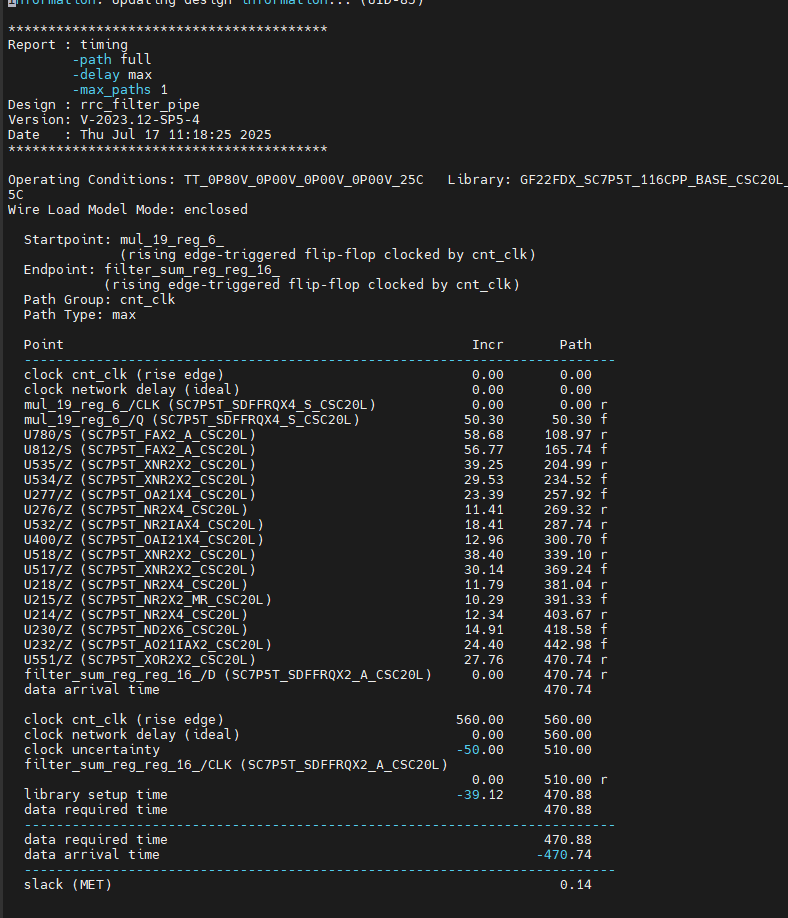 Information: Updating design information... (UID-85)
****************************************
Report : timing
        -path full
        -delay max
        -max_paths 1
Design : rrc_filter_pipe
Version: V-2023.12-SP5-4
Date   : Thu Jul 17 11:18:25 2025
****************************************
Operating Conditions: TT_0P80V_0P00V_0P00V_0P00V_25C   Library: GF22FDX_SC7P5T_116CPP_BASE_CSC20L_
5C
Wire Load Model Mode: enclosed
  Startpoint: mul_19_reg_6_
              (rising edge-triggered flip-flop clocked by cnt_clk)
  Endpoint: filter_sum_reg_reg_16_
            (rising edge-triggered flip-flop clocked by cnt_clk)
  Path Group: cnt_clk
  Path Type: max
  Point                                                   Incr       Path
  --------------------------------------------------------------------------
  clock cnt_clk (rise edge)                               0.00       0.00
  clock network delay (ideal)                             0.00       0.00
  mul_19_reg_6_/CLK (SC7P5T_SDFFRQX4_S_CSC20L)            0.00       0.00 r
  mul_19_reg_6_/Q (SC7P5T_SDFFRQX4_S_CSC20L)             50.30      50.30 f
  U780/S (SC7P5T_FAX2_A_CSC20L)                          58.68     108.97 r
  U812/S (SC7P5T_FAX2_A_CSC20L)                          56.77     165.74 f
  U535/Z (SC7P5T_XNR2X2_CSC20L)                          39.25     204.99 r
  U534/Z (SC7P5T_XNR2X2_CSC20L)                          29.53     234.52 f
  U277/Z (SC7P5T_OA21X4_CSC20L)                          23.39     257.92 f
  U276/Z (SC7P5T_NR2X4_CSC20L)                           11.41     269.32 r
  U532/Z (SC7P5T_NR2IAX4_CSC20L)                         18.41     287.74 r
  U400/Z (SC7P5T_OAI21X4_CSC20L)                         12.96     300.70 f
  U518/Z (SC7P5T_XNR2X2_CSC20L)                          38.40     339.10 r
  U517/Z (SC7P5T_XNR2X2_CSC20L)                          30.14     369.24 f
  U218/Z (SC7P5T_NR2X4_CSC20L)                           11.79     381.04 r
  U215/Z (SC7P5T_NR2X2_MR_CSC20L)                        10.29     391.33 f
  U214/Z (SC7P5T_NR2X4_CSC20L)                           12.34     403.67 r
  U230/Z (SC7P5T_ND2X6_CSC20L)                           14.91     418.58 f
  U232/Z (SC7P5T_AO21IAX2_CSC20L)                        24.40     442.98 f
  U551/Z (SC7P5T_XOR2X2_CSC20L)                          27.76     470.74 r
  filter_sum_reg_reg_16_/D (SC7P5T_SDFFRQX2_A_CSC20L)     0.00     470.74 r
  data arrival time                                                470.74
  clock cnt_clk (rise edge)                             560.00     560.00
  clock network delay (ideal)                             0.00     560.00
  clock uncertainty                                     -50.00     510.00
  filter_sum_reg_reg_16_/CLK (SC7P5T_SDFFRQX2_A_CSC20L)
                                                          0.00     510.00 r
  library setup time                                    -39.12     470.88
  data required time                                               470.88
  --------------------------------------------------------------------------
  data required time                                               470.88
  data arrival time                                               -470.74
  --------------------------------------------------------------------------
  slack (MET)                                                        0.14